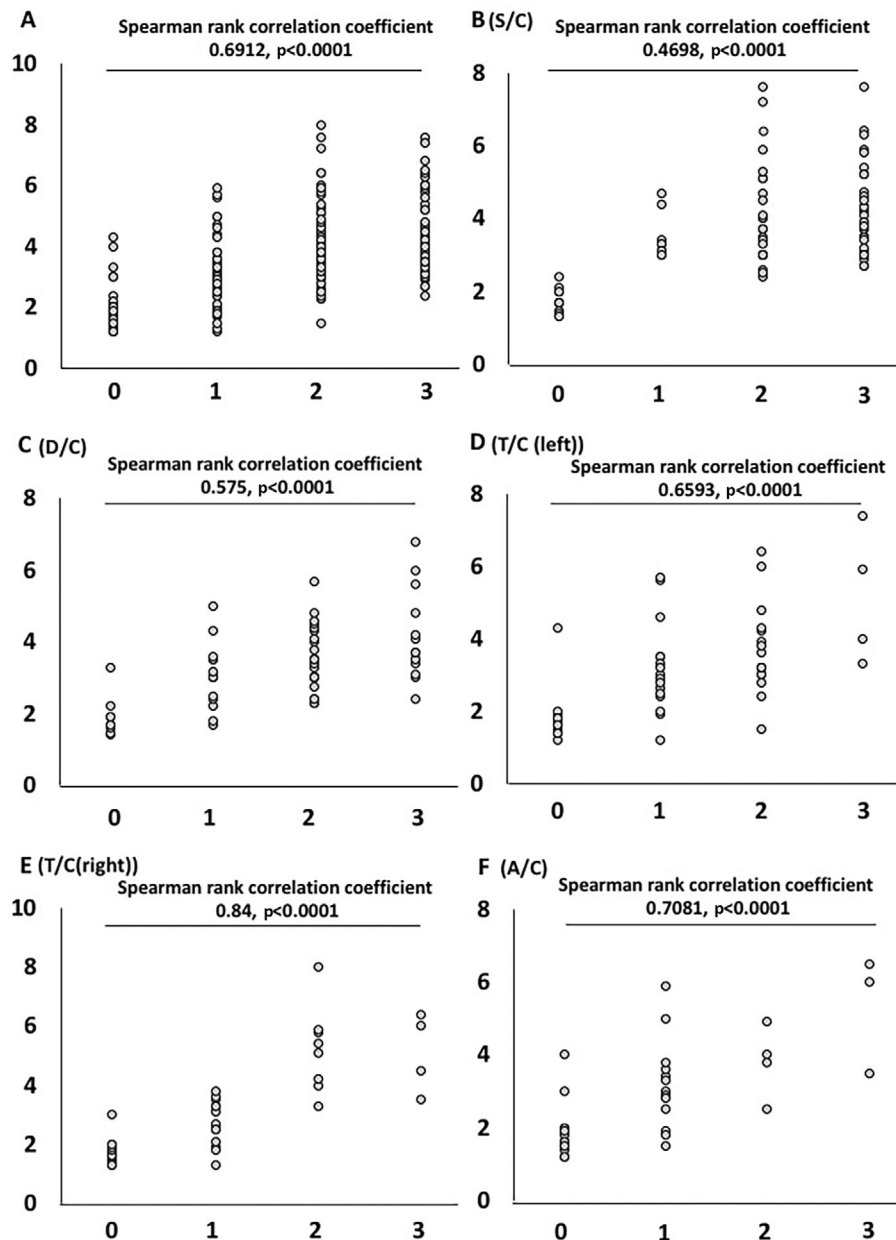 A
Spearman rank correlation coefficient
0.6912, p<0.0001
10
8
6
4
2
0
0 1 2 3
B (S/C)
Spearman rank correlation coefficient
0.4698, p<0.0001
8
6
4
2
0
0 1 2 3
C (D/C)
Spearman rank correlation coefficient
0.575, p<0.0001
8
6
4
2
0
0 1 2 3
D (T/C (left))
Spearman rank correlation coefficient
0.6593, p<0.0001
8
6
4
2
0
0 1 2 3
E (T/C(right))
Spearman rank correlation coefficient
0.84, p<0.0001
10
8
6
4
2
0
0 1 2 3
F (A/C)
Spearman rank correlation coefficient
0.7081, p<0.0001
8
6
4
2
0
0 1 2 3